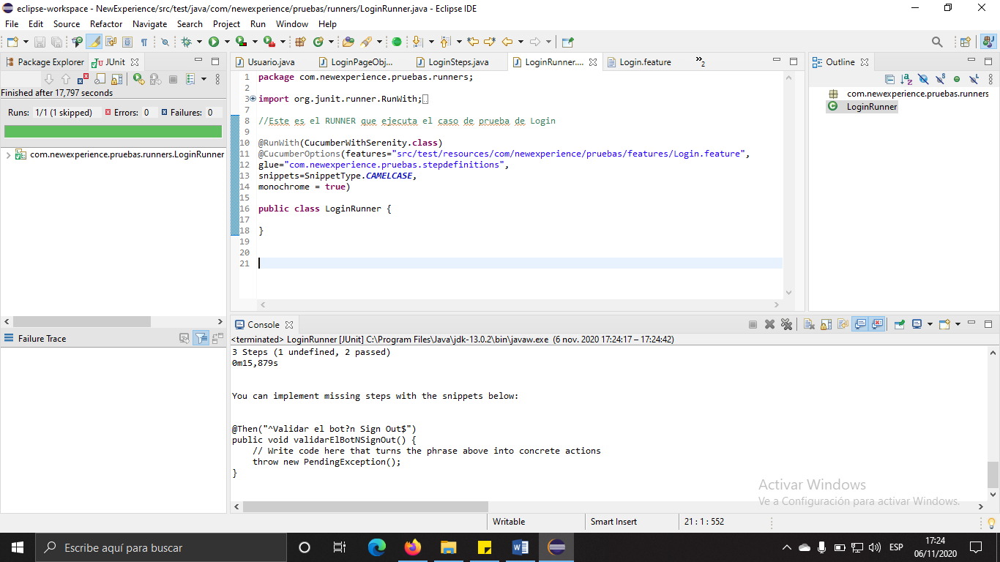 eclipse-workspace - NewExperience/src/test/java/com/newexperience/pruebas/runners/LoginRunner.java - Eclipse IDE
File Edit Source Refactor Navigate Search Project Run Window Help
Package Explorer JUnit
Finished after 17,797 seconds
Runs: 1/1 (1 skipped) Errors: 0 Failures: 0
com.newexperience.pruebas.runners.LoginRunner
Failure Trace
Usuario.java LoginPageObj... LoginSteps.java LoginRunner.... Login.feature »2
1 package com.newexperience.pruebas.runners;
2
3 import org.junit.runner.RunWith;
7
8 //Este es el RUNNER que ejecuta el caso de prueba de Login
9
10 @RunWith(CucumberWithSerenity.class)
11 @CucumberOptions(features="src/test/resources/com/newexperience/pruebas/features/Login.feature",
12 glue="com.newexperience.pruebas.stepdefinitions",
13 snippets=SnippetType.CAMELCASE,
14 monochrome = true)
15
16 public class LoginRunner {
17
18 }
19
20
21
Outline
com.newexperience.pruebas.runners
LoginRunner
Console
<terminated> LoginRunner [JUnit] C:\Program Files\Java\jdk-13.0.2\bin\javaw.exe (6 nov. 2020 17:24:17 – 17:24:42)
3 Steps (1 undefined, 2 passed)
0m15,879s
You can implement missing steps with the snippets below:
@Then("^Validar el bot?n Sign Out$")
public void validarElBotNSignOut() {
// Write code here that turns the phrase above into concrete actions
throw new PendingException();
}
Activar Windows
Ve a Configuración para activar Windows.
Writable Smart Insert 21 : 1 : 552
Escribe aquí para buscar
ESP
17:24
06/11/2020